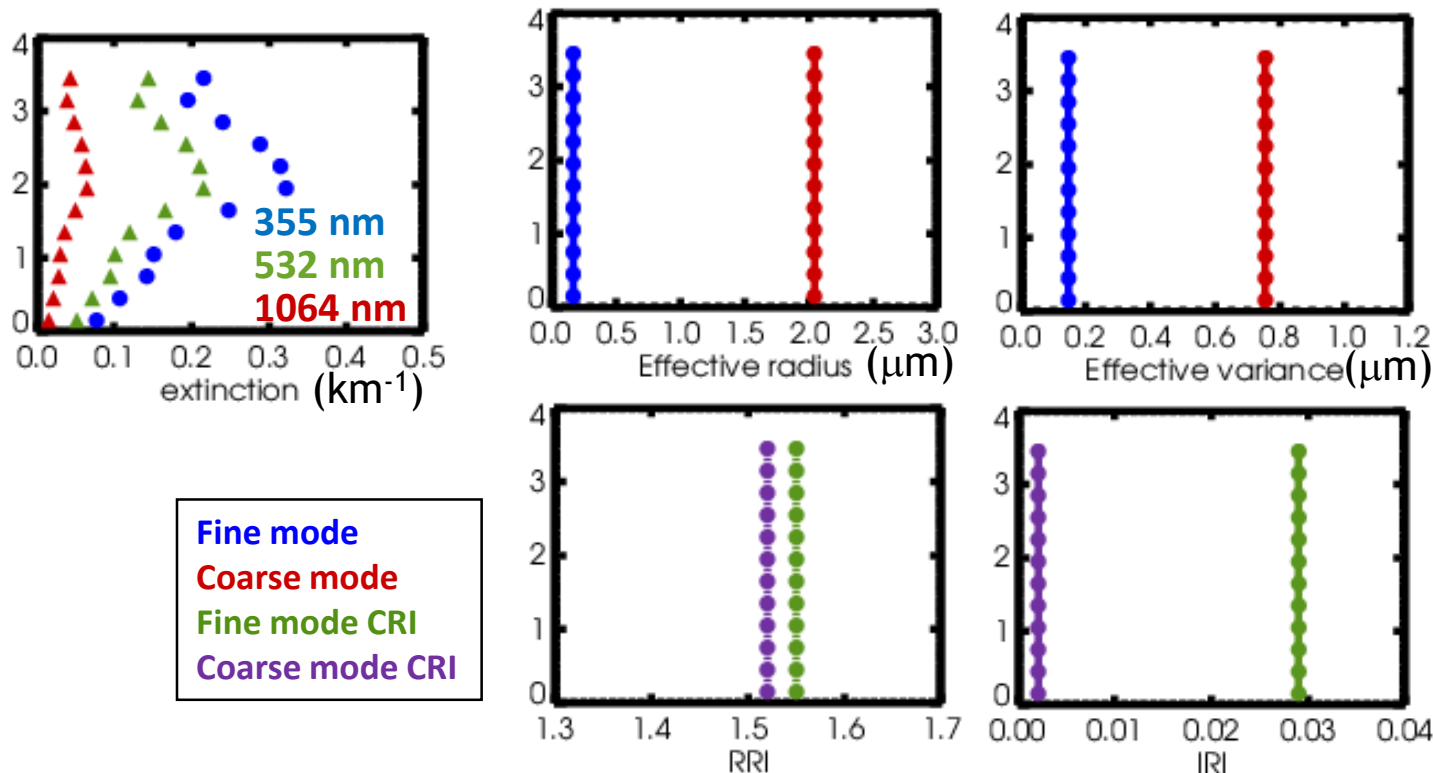 4
3
2
1
0
0.0 0.1 0.2 0.3 0.4 0.5
extinction (km-1)
355 nm
532 nm
1064 nm
4
3
2
1
0
0.0 0.5 1.0 1.5 2.0 2.5 3.0
Effective radius (μm)
4
3
2
1
0
0.2 0.4 0.6 0.8 1.0 1.2
0.0
Effective variance(μm)
Fine mode
Coarse mode
Fine mode CRI
Coarse mode CRI
4
3
2
1
0
1.3 1.4 1.5 1.6 1.7
RRI
4
3
2
1
0
0.00 0.01 0.02 0.03 0.04
IRI